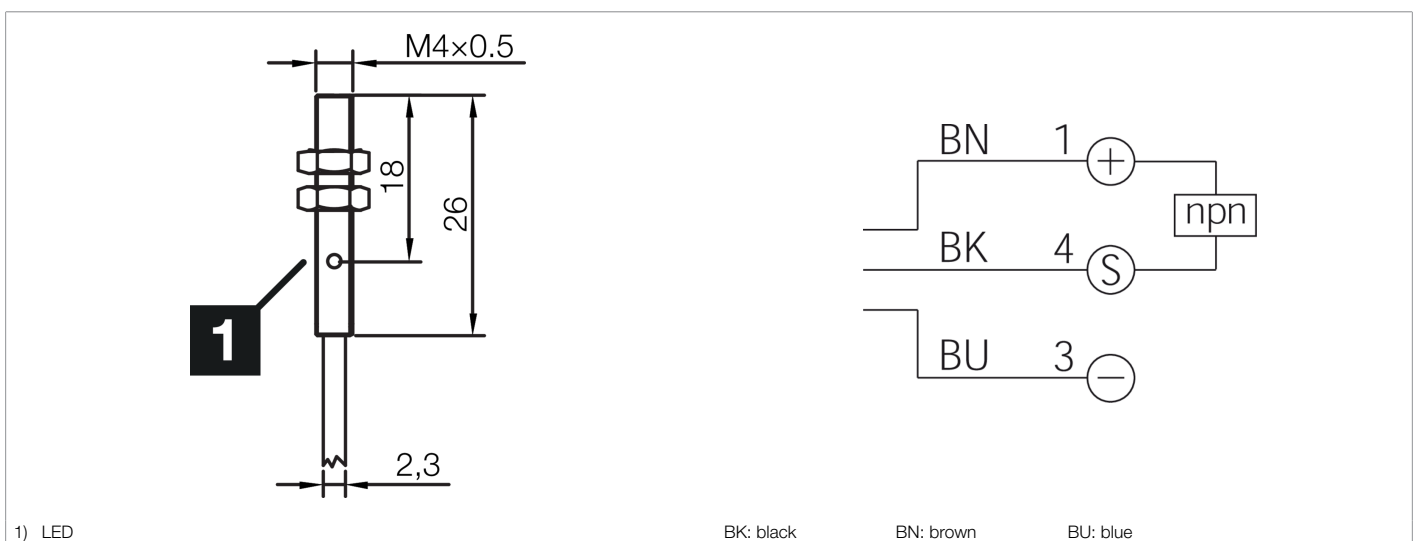 M4×0.5
18
26
1
2,3
BN 1 +
npn
BK 4 S
BU 3 −
1) LED
BK: black BN: brown BU: blue